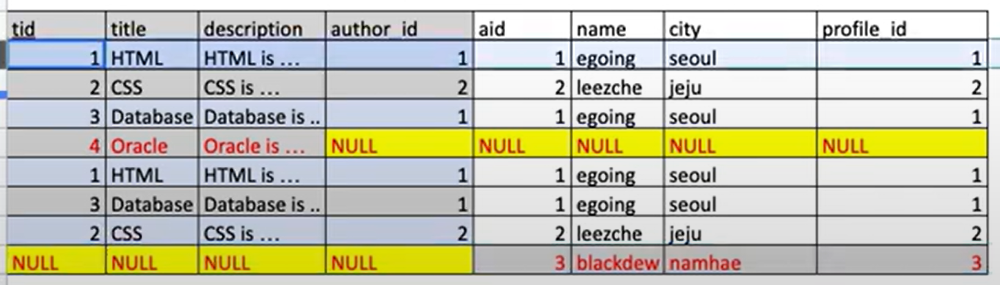 tid title description author_id aid name city profile_id
1 HTML HTML is ... 1 1 egoing seoul 1
2 CSS CSS is ... 2 2 leezche jeju 2
3 Database Database is .. 1 1 egoing seoul 1
4 Oracle Oracle is ... NULL NULL NULL NULL NULL
1 HTML HTML is ... 1 1 egoing seoul 1
3 Database Database is .. 1 1 egoing seoul 1
2 CSS CSS is ... 2 2 leezche jeju 2
NULL NULL NULL NULL 3 blackdew namhae 3